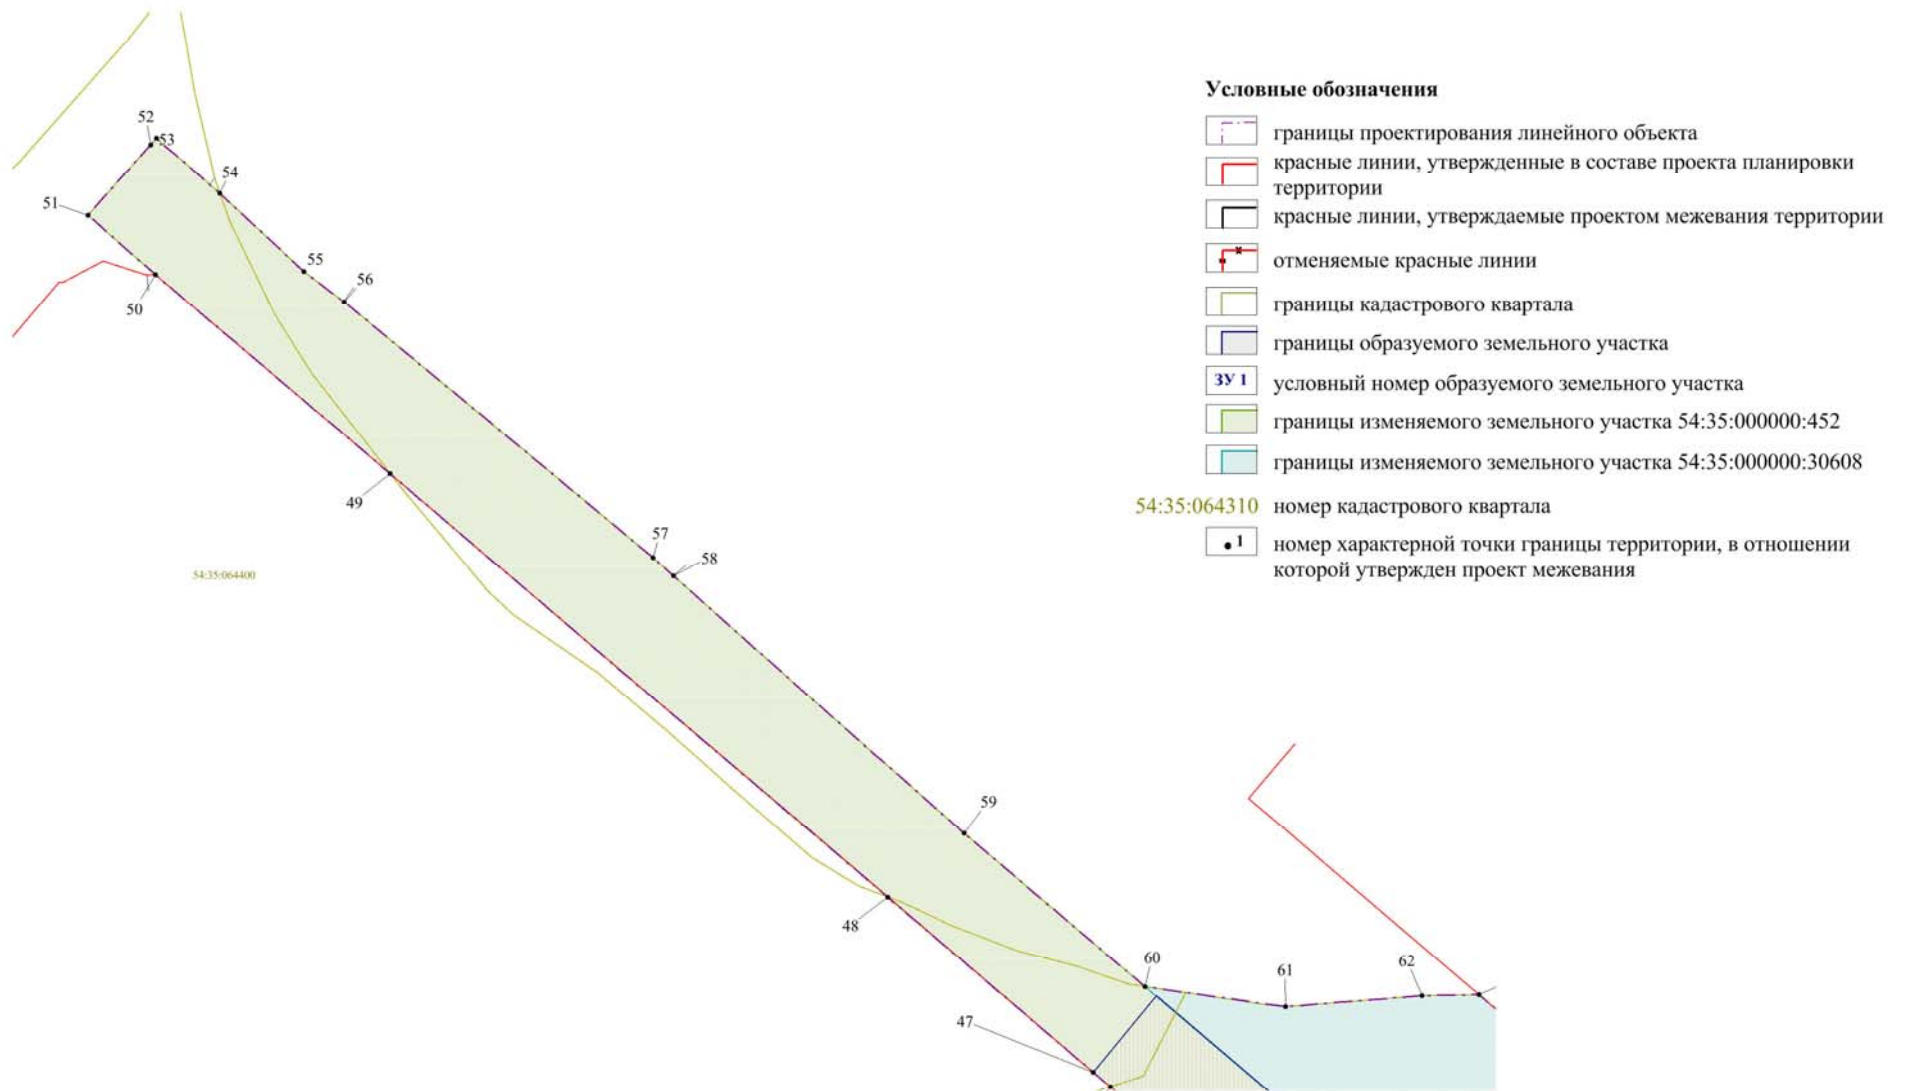 Условные обозначения
границы проектирования линейного объекта
красные линии, утвержденные в составе проекта планировки
территории
красные линии, утверждаемые проектом межевания территории
отменяемые красные линии
границы кадастрового квартала
границы образуемого земельного участка
ЗУ 1 условный номер образуемого земельного участка
границы изменяемого земельного участка 54:35:000000:452
границы изменяемого земельного участка 54:35:000000:30608
54:35:064310 номер кадастрового квартала
1 номер характерной точки границы территории, в отношении
которой утвержден проект межевания
52
53
54
51
55
56
50
49
57
58
54:35:064400
59
48
60
61
62
47